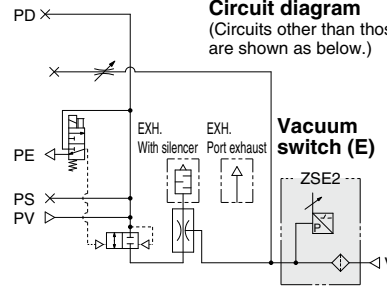 Circuit diagram
(Circuits other than thos
are shown as below.)
PD
EXH.
With silencer
EXH.
Port exhaust
Vacuum
switch (E)
PE
ZSE2
PS
PV
P
V